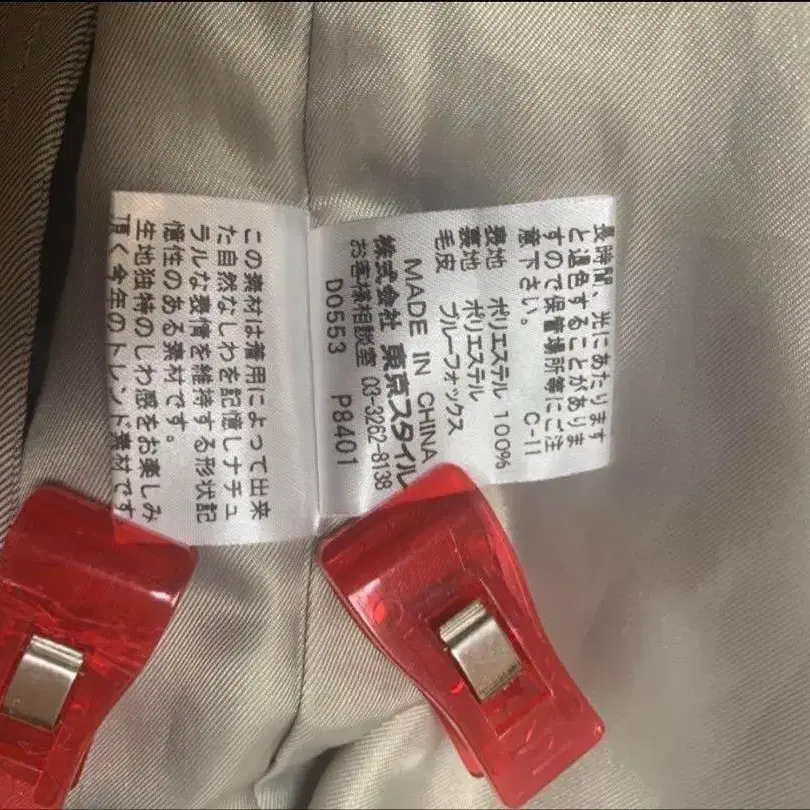 長時間、光にあたります
と退色することがありま
すので保管場所等にご注
意下さい。
C-11
表地 ポリエステル 100%
裏地 ポリエステル
毛皮 ブルーフォックス
MADE IN CHINA
株式会社 東京スタイル
お客様相談室 03-3262-8138
D0553 P8401
この素材は着用によって出来
た自然なしわを記憶しナチュ
ラルな表情を維持する形状記
憶性のある素材です。
生地独特のしわ感をお楽しみ
頂く今年のトレンド素材です